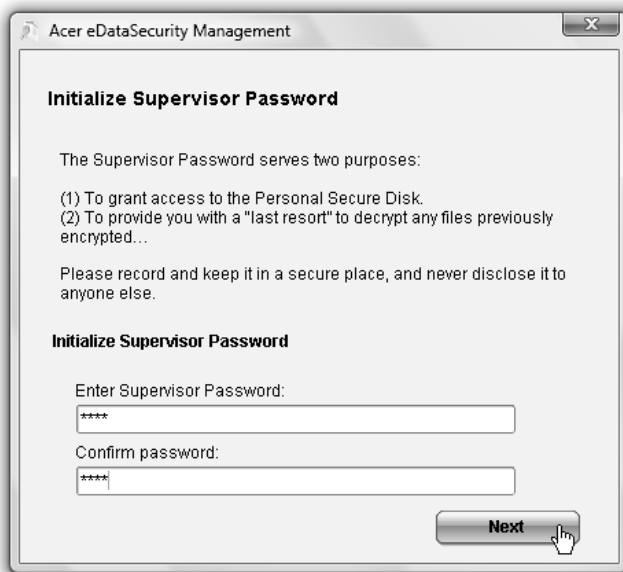 Acer eDataSecurity Management
Initialize Supervisor Password
The Supervisor Password serves two purposes:
(1) To grant access to the Personal Secure Disk.
(2) To provide you with a "last resort" to decrypt any files previously
encrypted...
Please record and keep it in a secure place, and never disclose it to
anyone else.
Initialize Supervisor Password
Enter Supervisor Password:
****
Confirm password:
****
Next